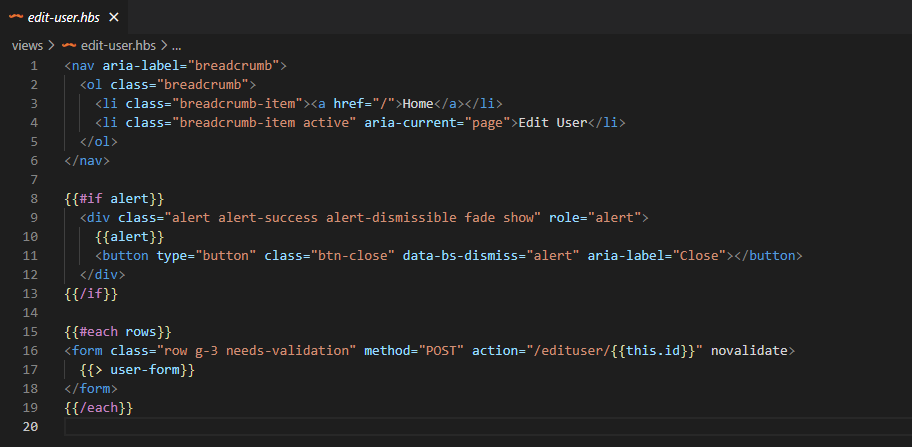 edit-user.hbs ×
views > edit-user.hbs > ...
1 <nav aria-label="breadcrumb">
2 <ol class="breadcrumb">
3 <li class="breadcrumb-item"><a href="/">Home</a></li>
4 <li class="breadcrumb-item active" aria-current="page">Edit User</li>
5 </ol>
6 </nav>
7
8 {{#if alert}}
9 <div class="alert alert-success alert-dismissible fade show" role="alert">
10 {{alert}}
11 <button type="button" class="btn-close" data-bs-dismiss="alert" aria-label="Close"></button>
12 </div>
13 {{/if}}
14
15 {{#each rows}}
16 <form class="row g-3 needs-validation" method="POST" action="/edituser/{{this.id}}" novalidate>
17 {{> user-form}}
18 </form>
19 {{/each}}
20